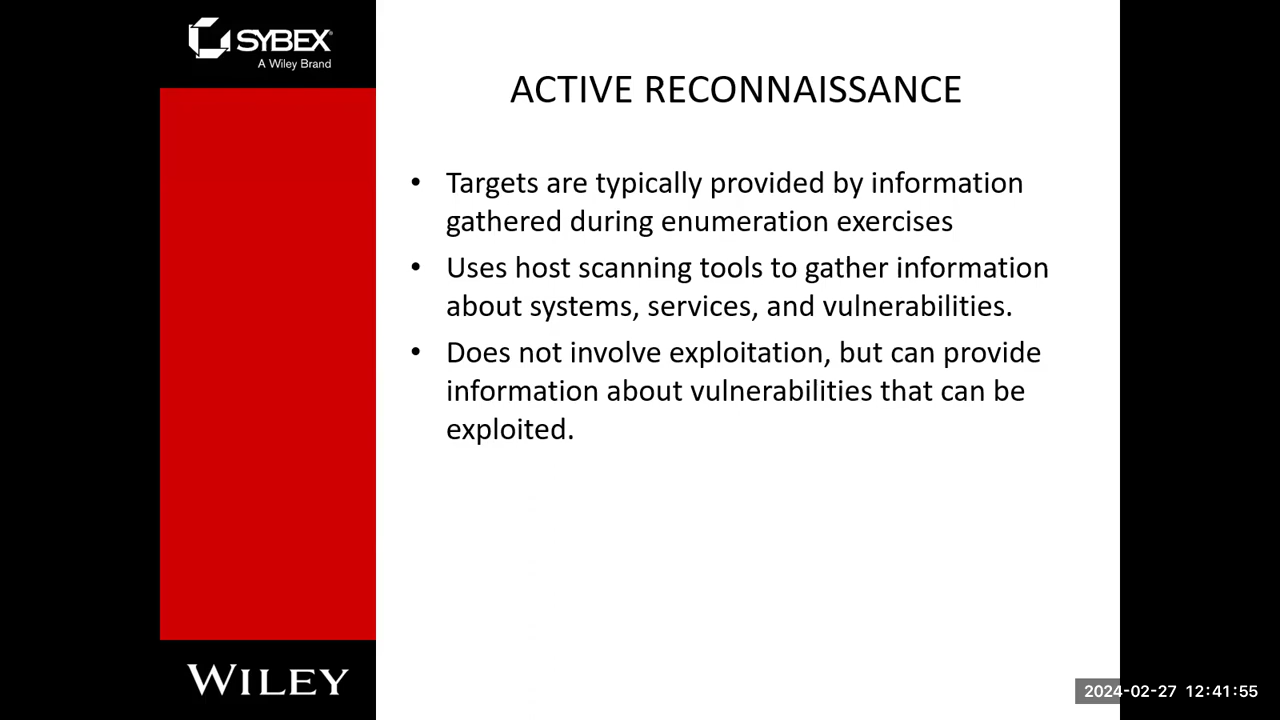 SYBEX
A Wiley Brand
ACTIVE RECONNAISSANCE
• Targets are typically provided by information
gathered during enumeration exercises
• Uses host scanning tools to gather information
about systems, services, and vulnerabilities.
• Does not involve exploitation, but can provide
information about vulnerabilities that can be
exploited.
WILEY
2024-02-27 12:41:55